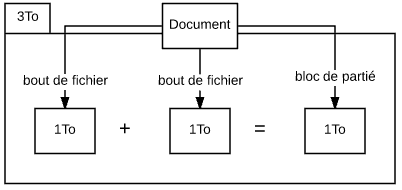 3To
Document
bout de fichier
bout de fichier
bloc de partié
1To + 1To = 1To